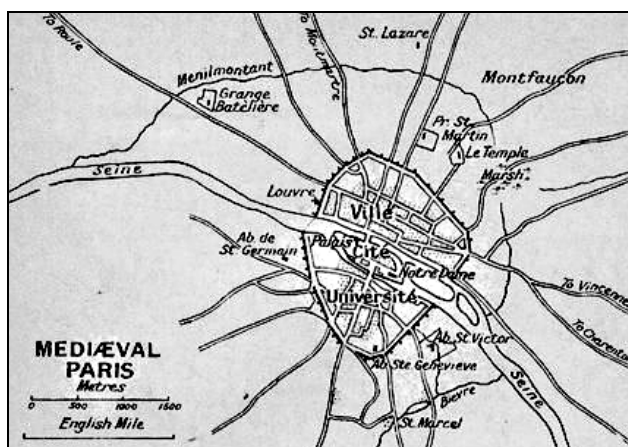 To Roule
To Montmartre
St. Lazare
Menilmontant
Montfaucon
Grange
Batelière
Pr. St.
Martin
Le Temple
Marsh
Seine
Louvre
Ville
Palais
Cité
Ab. de
St. Germain
Notre Dame
Université
To Vincennes
To Charenton
Ab. St Victor
MEDIÆVAL
PARIS
Metres
0 500 1000 1500
English Mile
Ab. Ste Geneviève
Bièvre
Seine
St. Marcel